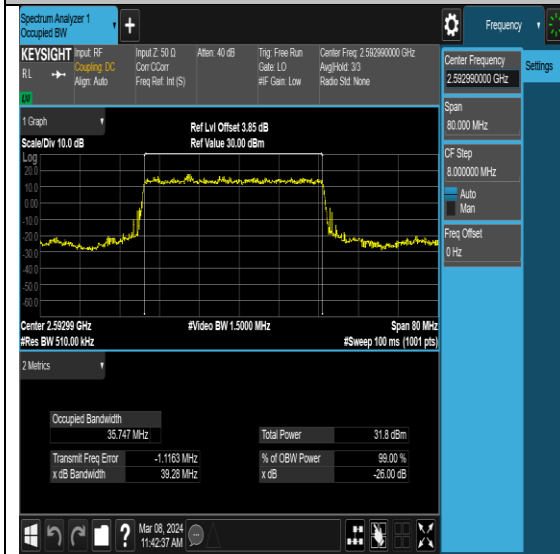 Spectrum Analyzer 1
Occupied BW
+
Frequency
KEYSIGHT
RL
Input: RF
Coupling: DC
Align: Auto
Input Z: 50 Ω
Corr CCorr
Freq Ref: Int (S)
Atten: 40 dB
Trig: Free Run
Gate: LO
#IF Gain: Low
Center Freq: 2.592990000 GHz
Avg|Hold: 3/3
Radio Std: None
LNI
Center Frequency
2.592990000 GHz
Settings
Span
80.000 MHz
CF Step
8.000000 MHz
Auto
Man
Freq Offset
0 Hz
1 Graph
Scale/Div 10.0 dB
Ref Lvl Offset 3.85 dB
Ref Value 30.00 dBm
Log
20.0
10.0
0.00
-10.0
-20.0
-30.0
-40.0
-50.0
-60.0
Center 2.59299 GHz
#Video BW 1.5000 MHz
Span 80 MHz
#Res BW 510.00 kHz
#Sweep 100 ms (1001 pts)
2 Metrics
Occupied Bandwidth
35.747 MHz
Total Power 31.8 dBm
Transmit Freq Error -1.1163 MHz
% of OBW Power 99.00 %
x dB Bandwidth 39.28 MHz
x dB -26.00 dB
?
Mar 08, 2024
11:42:37 AM